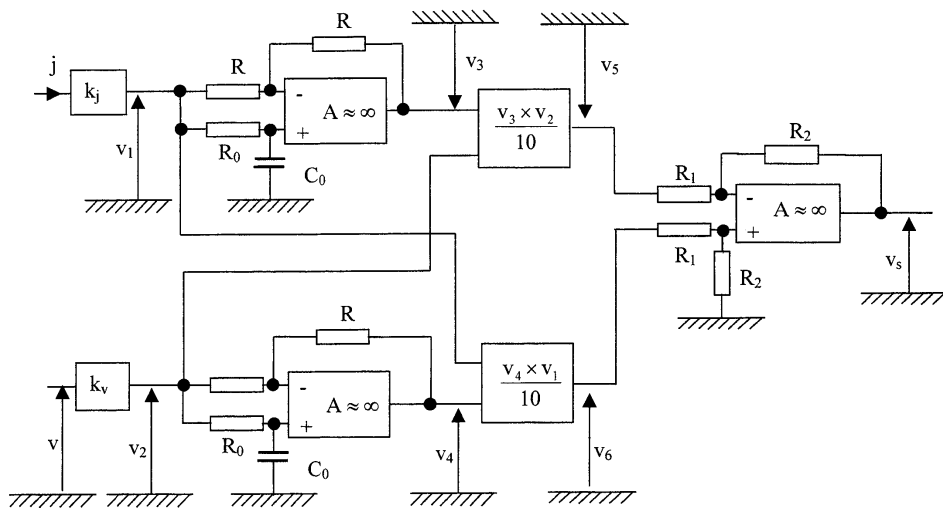 R
j
k_j
R
-
A ≈ ∞
+
v_1
R_0
C_0
v_3
v_5
v_3 × v_2
10
R_2
R_1
-
A ≈ ∞
+
R_1
R_2
v_s
R
k_v
-
A ≈ ∞
+
v
v_2
R_0
C_0
v_4
v_4 × v_1
10
v_6